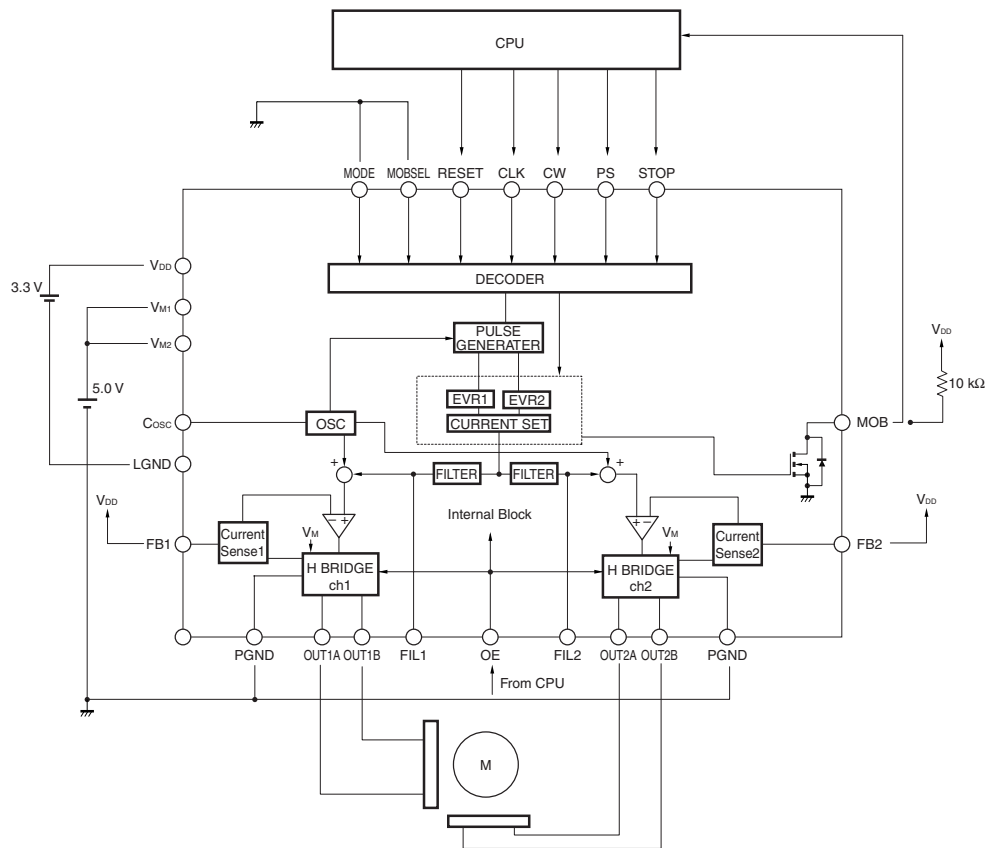 CPU
MODE MOBSEL RESET CLK CW PS STOP
VDD
DECODER
3.3 V
VM1
VDD
PULSE
GENERATER
VM2
10 kΩ
5.0 V
EVR1 EVR2
COSC
OSC
CURRENT SET
MOB
LGND
+
FILTER FILTER
+
VDD
Internal Block
VDD
− +
+ −
FB1
Current
Sense1
VM
VM
Current
Sense2
FB2
H BRIDGE
ch1
H BRIDGE
ch2
PGND OUT1A OUT1B FIL1 OE FIL2 OUT2A OUT2B PGND
From CPU
M